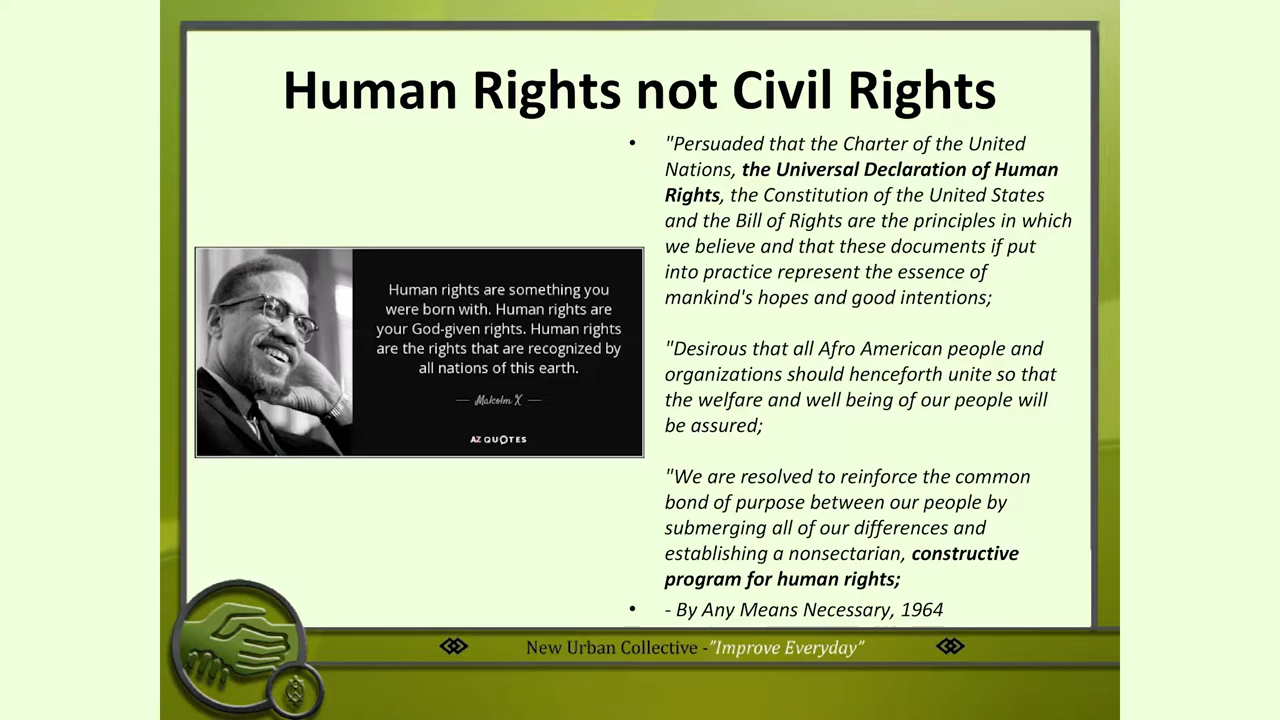 Human Rights not Civil Rights
Human rights are something you
were born with. Human rights are
your God-given rights. Human rights
are the rights that are recognized by
all nations of this earth.
— Malcolm X —
AZ QUOTES
• "Persuaded that the Charter of the United
Nations, the Universal Declaration of Human
Rights, the Constitution of the United States
and the Bill of Rights are the principles in which
we believe and that these documents if put
into practice represent the essence of
mankind's hopes and good intentions;
"Desirous that all Afro American people and
organizations should henceforth unite so that
the welfare and well being of our people will
be assured;
"We are resolved to reinforce the common
bond of purpose between our people by
submerging all of our differences and
establishing a nonsectarian, constructive
program for human rights;
• - By Any Means Necessary, 1964
New Urban Collective -"Improve Everyday"